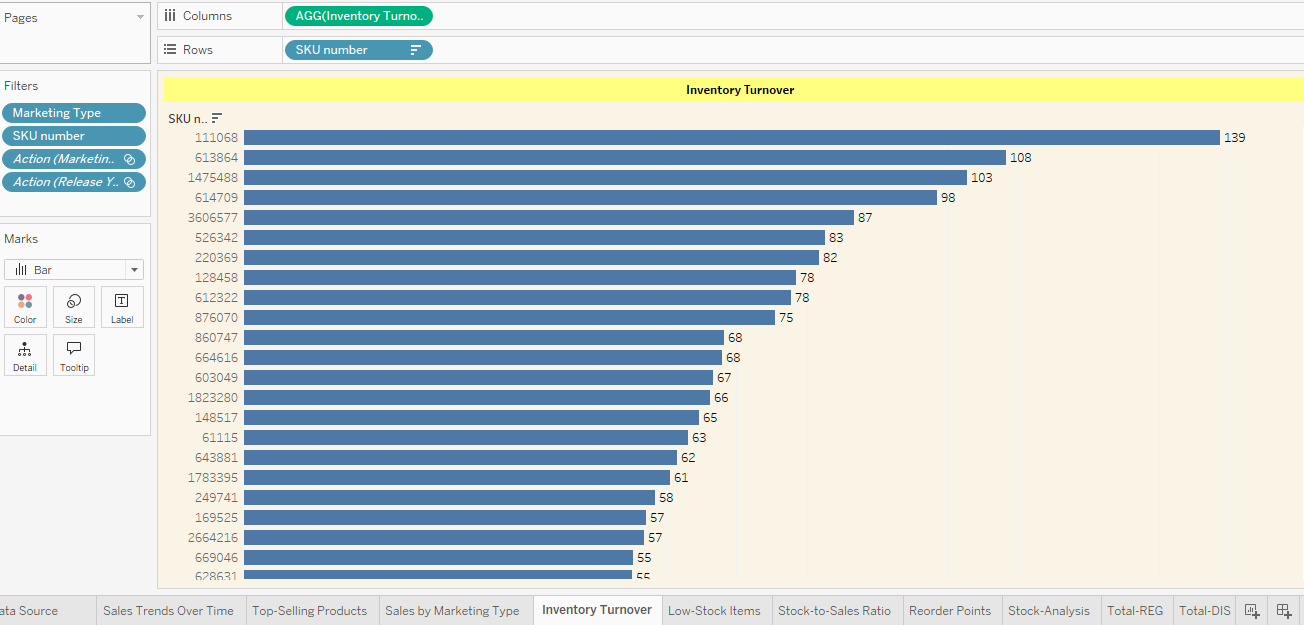 Pages
Columns
AGG(Inventory Turno..
Rows
SKU number
Filters
Marketing Type
SKU number
Action (Marketin..
Action (Release Y..
Marks
Bar
Color
Size
Label
Detail
Tooltip
Inventory Turnover
SKU n..
111068 139
613864 108
1475488 103
614709 98
3606577 87
526342 83
220369 82
128458 78
612322 78
876070 75
860747 68
664616 68
603049 67
1823280 66
148517 65
61115 63
643881 62
1783395 61
249741 58
169525 57
2664216 57
669046 55
628631 55
ata Source Sales Trends Over Time Top-Selling Products Sales by Marketing Type Inventory Turnover Low-Stock Items Stock-to-Sales Ratio Reorder Points Stock-Analysis Total-REG Total-DIS